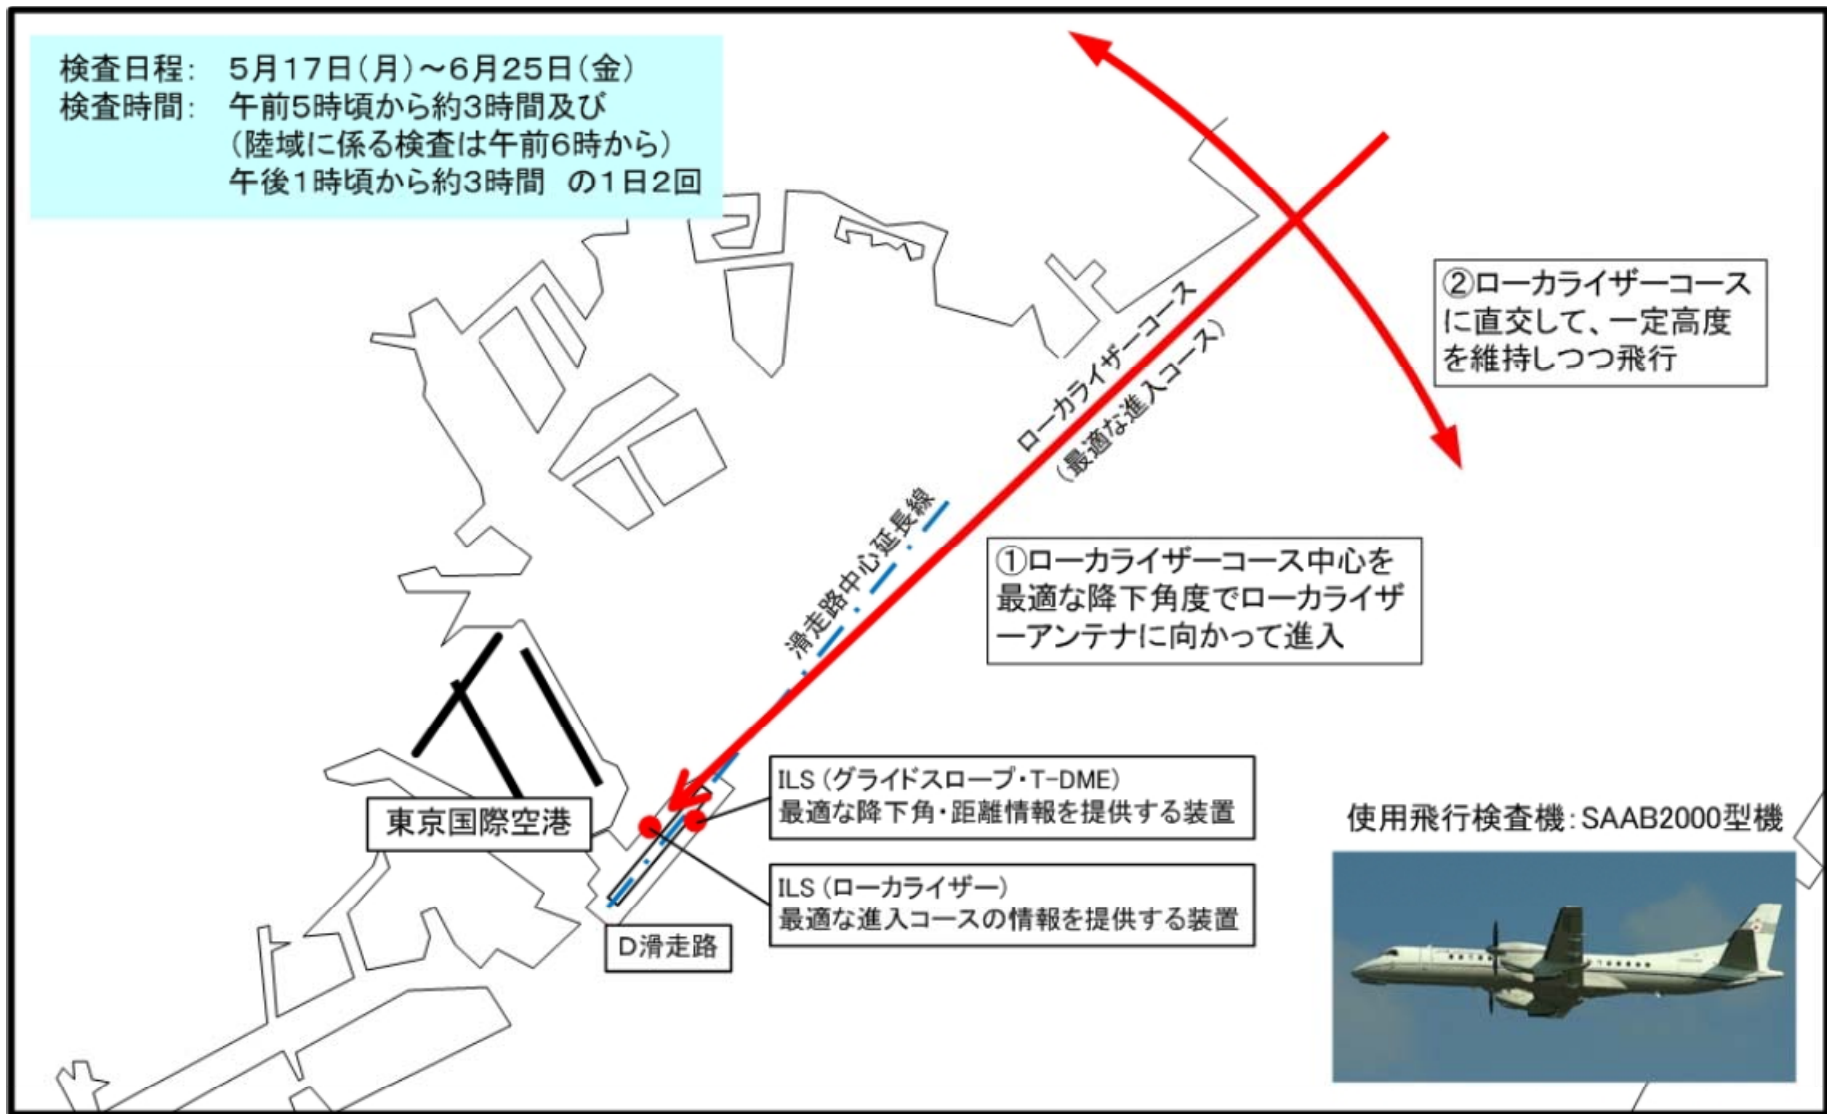 検査日程： 5月17日（月）～6月25日（金）
検査時間： 午前5時頃から約3時間及び
（陸域に係る検査は午前6時から）
午後1時頃から約3時間 の1日2回
②ローカライザーコース
に直交して、一定高度
を維持しつつ飛行
ローカライザーコース
（最適な進入コース）
滑走路中心延長線
①ローカライザーコース中心を
最適な降下角度でローカライザ
ーアンテナに向かって進入
ILS（グライドスロープ・T-DME）
最適な降下角・距離情報を提供する装置
東京国際空港
ILS（ローカライザー）
最適な進入コースの情報を提供する装置
D滑走路
使用飛行検査機：SAAB2000型機